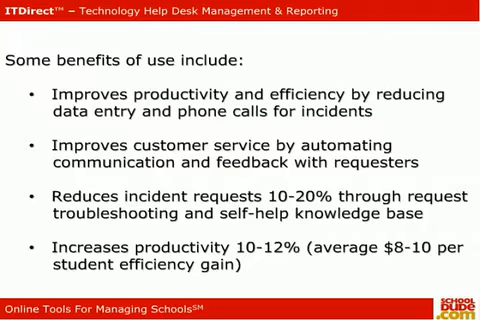 ITDirect™ – Technology Help Desk Management & Reporting
Some benefits of use include:
• Improves productivity and efficiency by reducing
data entry and phone calls for incidents
• Improves customer service by automating
communication and feedback with requesters
• Reduces incident requests 10-20% through request
troubleshooting and self-help knowledge base
• Increases productivity 10-12% (average $8-10 per
student efficiency gain)
Online Tools For Managing Schools℠
SCHOOL
DUDE
.com